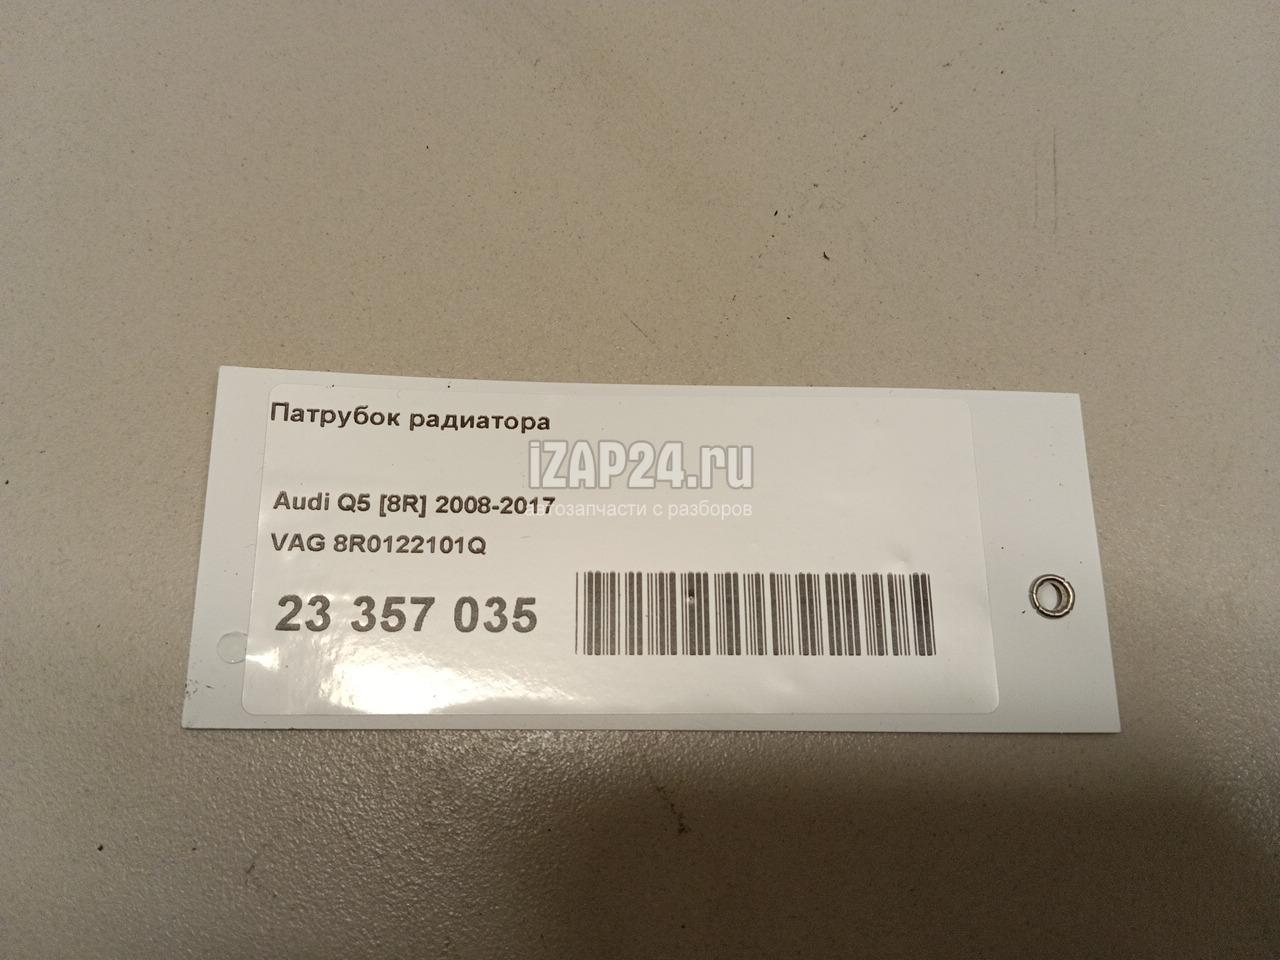 Патрубок радиатора
iZAP24.ru
Audi Q5 [8R] 2008-2017
автозапчасти с разборов
VAG 8R0122101Q
23 357 035